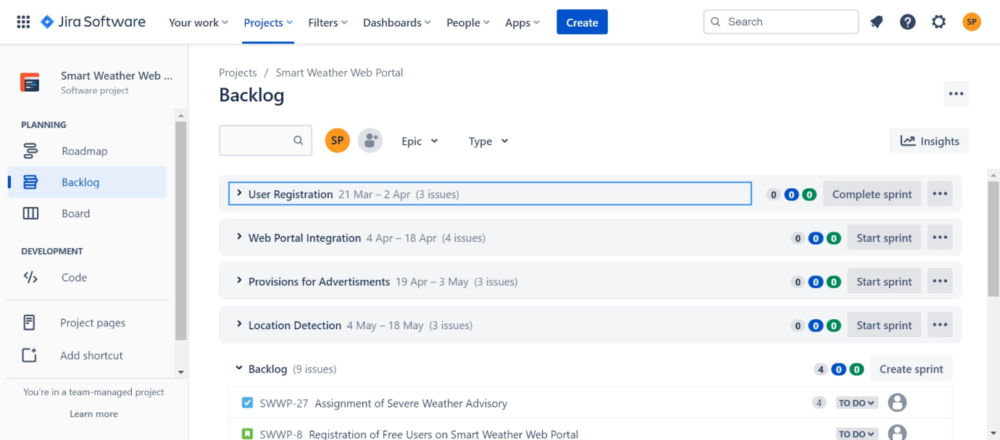 Jira Software Your work Projects Filters Dashboards People Apps Create Search SP
Smart Weather Web ...
Software project
PLANNING
Roadmap
Backlog
Board
DEVELOPMENT
Code
Project pages
Add shortcut
You're in a team-managed project
Learn more
Projects / Smart Weather Web Portal
Backlog
SP Epic Type Insights
User Registration 21 Mar – 2 Apr (3 issues) 0 0 0 Complete sprint
Web Portal Integration 4 Apr – 18 Apr (4 issues) 0 0 0 Start sprint
Provisions for Advertisments 19 Apr – 3 May (3 issues) 0 0 0 Start sprint
Location Detection 4 May – 18 May (3 issues) 0 0 0 Start sprint
Backlog (9 issues) 4 0 0 Create sprint
SWWP-27 Assignment of Severe Weather Advisory 4 TO DO
SWWP-8 Registration of Free Users on Smart Weather Web Portal TO DO